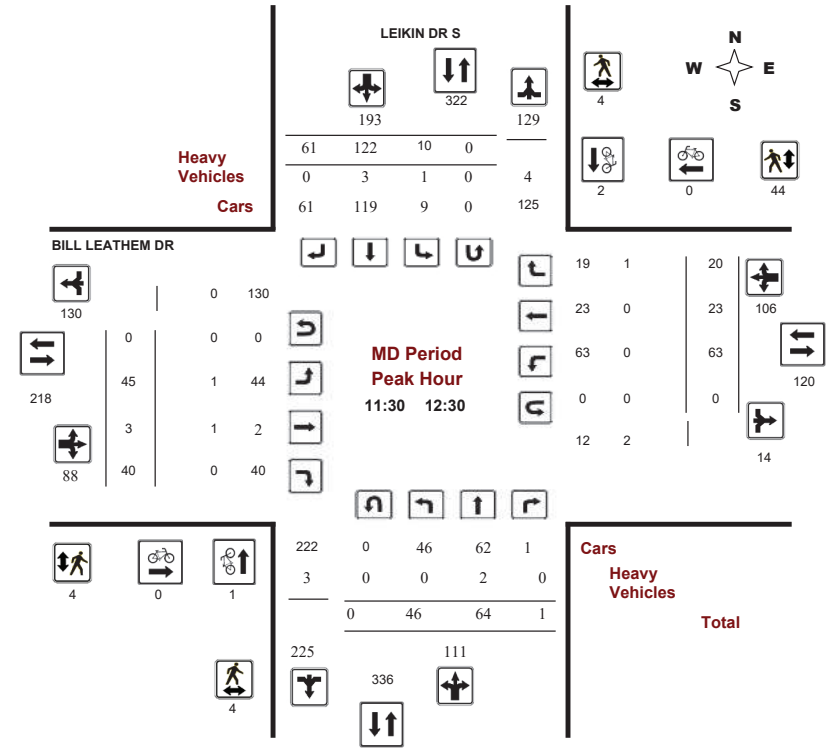 LEIKIN DR S
N
W E
S
322
4
193 129
61 122 10 0
Heavy
Vehicles 0 3 1 0 4
Cars 61 119 9 0 125
2 0 44
BILL LEATHEM DR
130 0 130
19 1 20
106
0 0 0
23 0 23
MD Period
Peak Hour
11:30 12:30
218
45 1 44
63 0 63
120
3 1 2
0 0 0
88
40 0 40
12 2
14
222 0 46 62 1 Cars
3 0 0 2 0 Heavy
Vehicles
4 0 1
0 46 64 1 Total
225 111
336
4